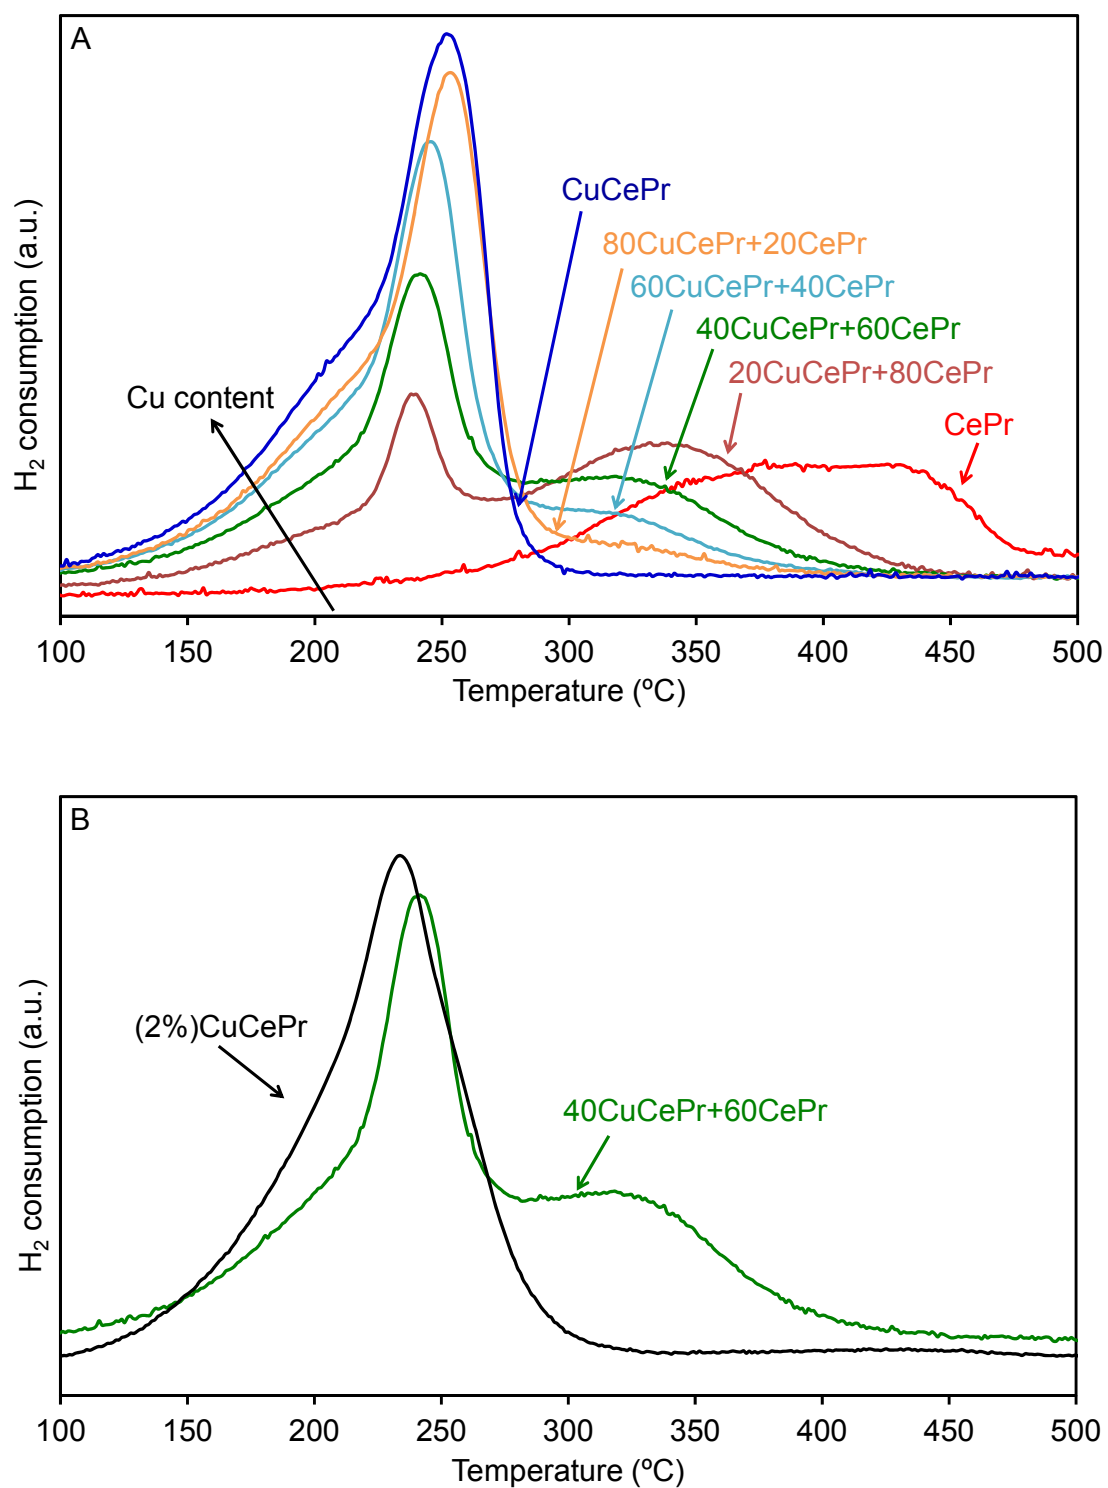 A
CuCePr
80CuCePr+20CePr
60CuCePr+40CePr
40CuCePr+60CePr
20CuCePr+80CePr
Cu content
CePr
H₂ consumption (a.u.)
100 150 200 250 300 350 400 450 500
Temperature (ºC)
B
(2%)CuCePr
40CuCePr+60CePr
H₂ consumption (a.u.)
100 150 200 250 300 350 400 450 500
Temperature (ºC)